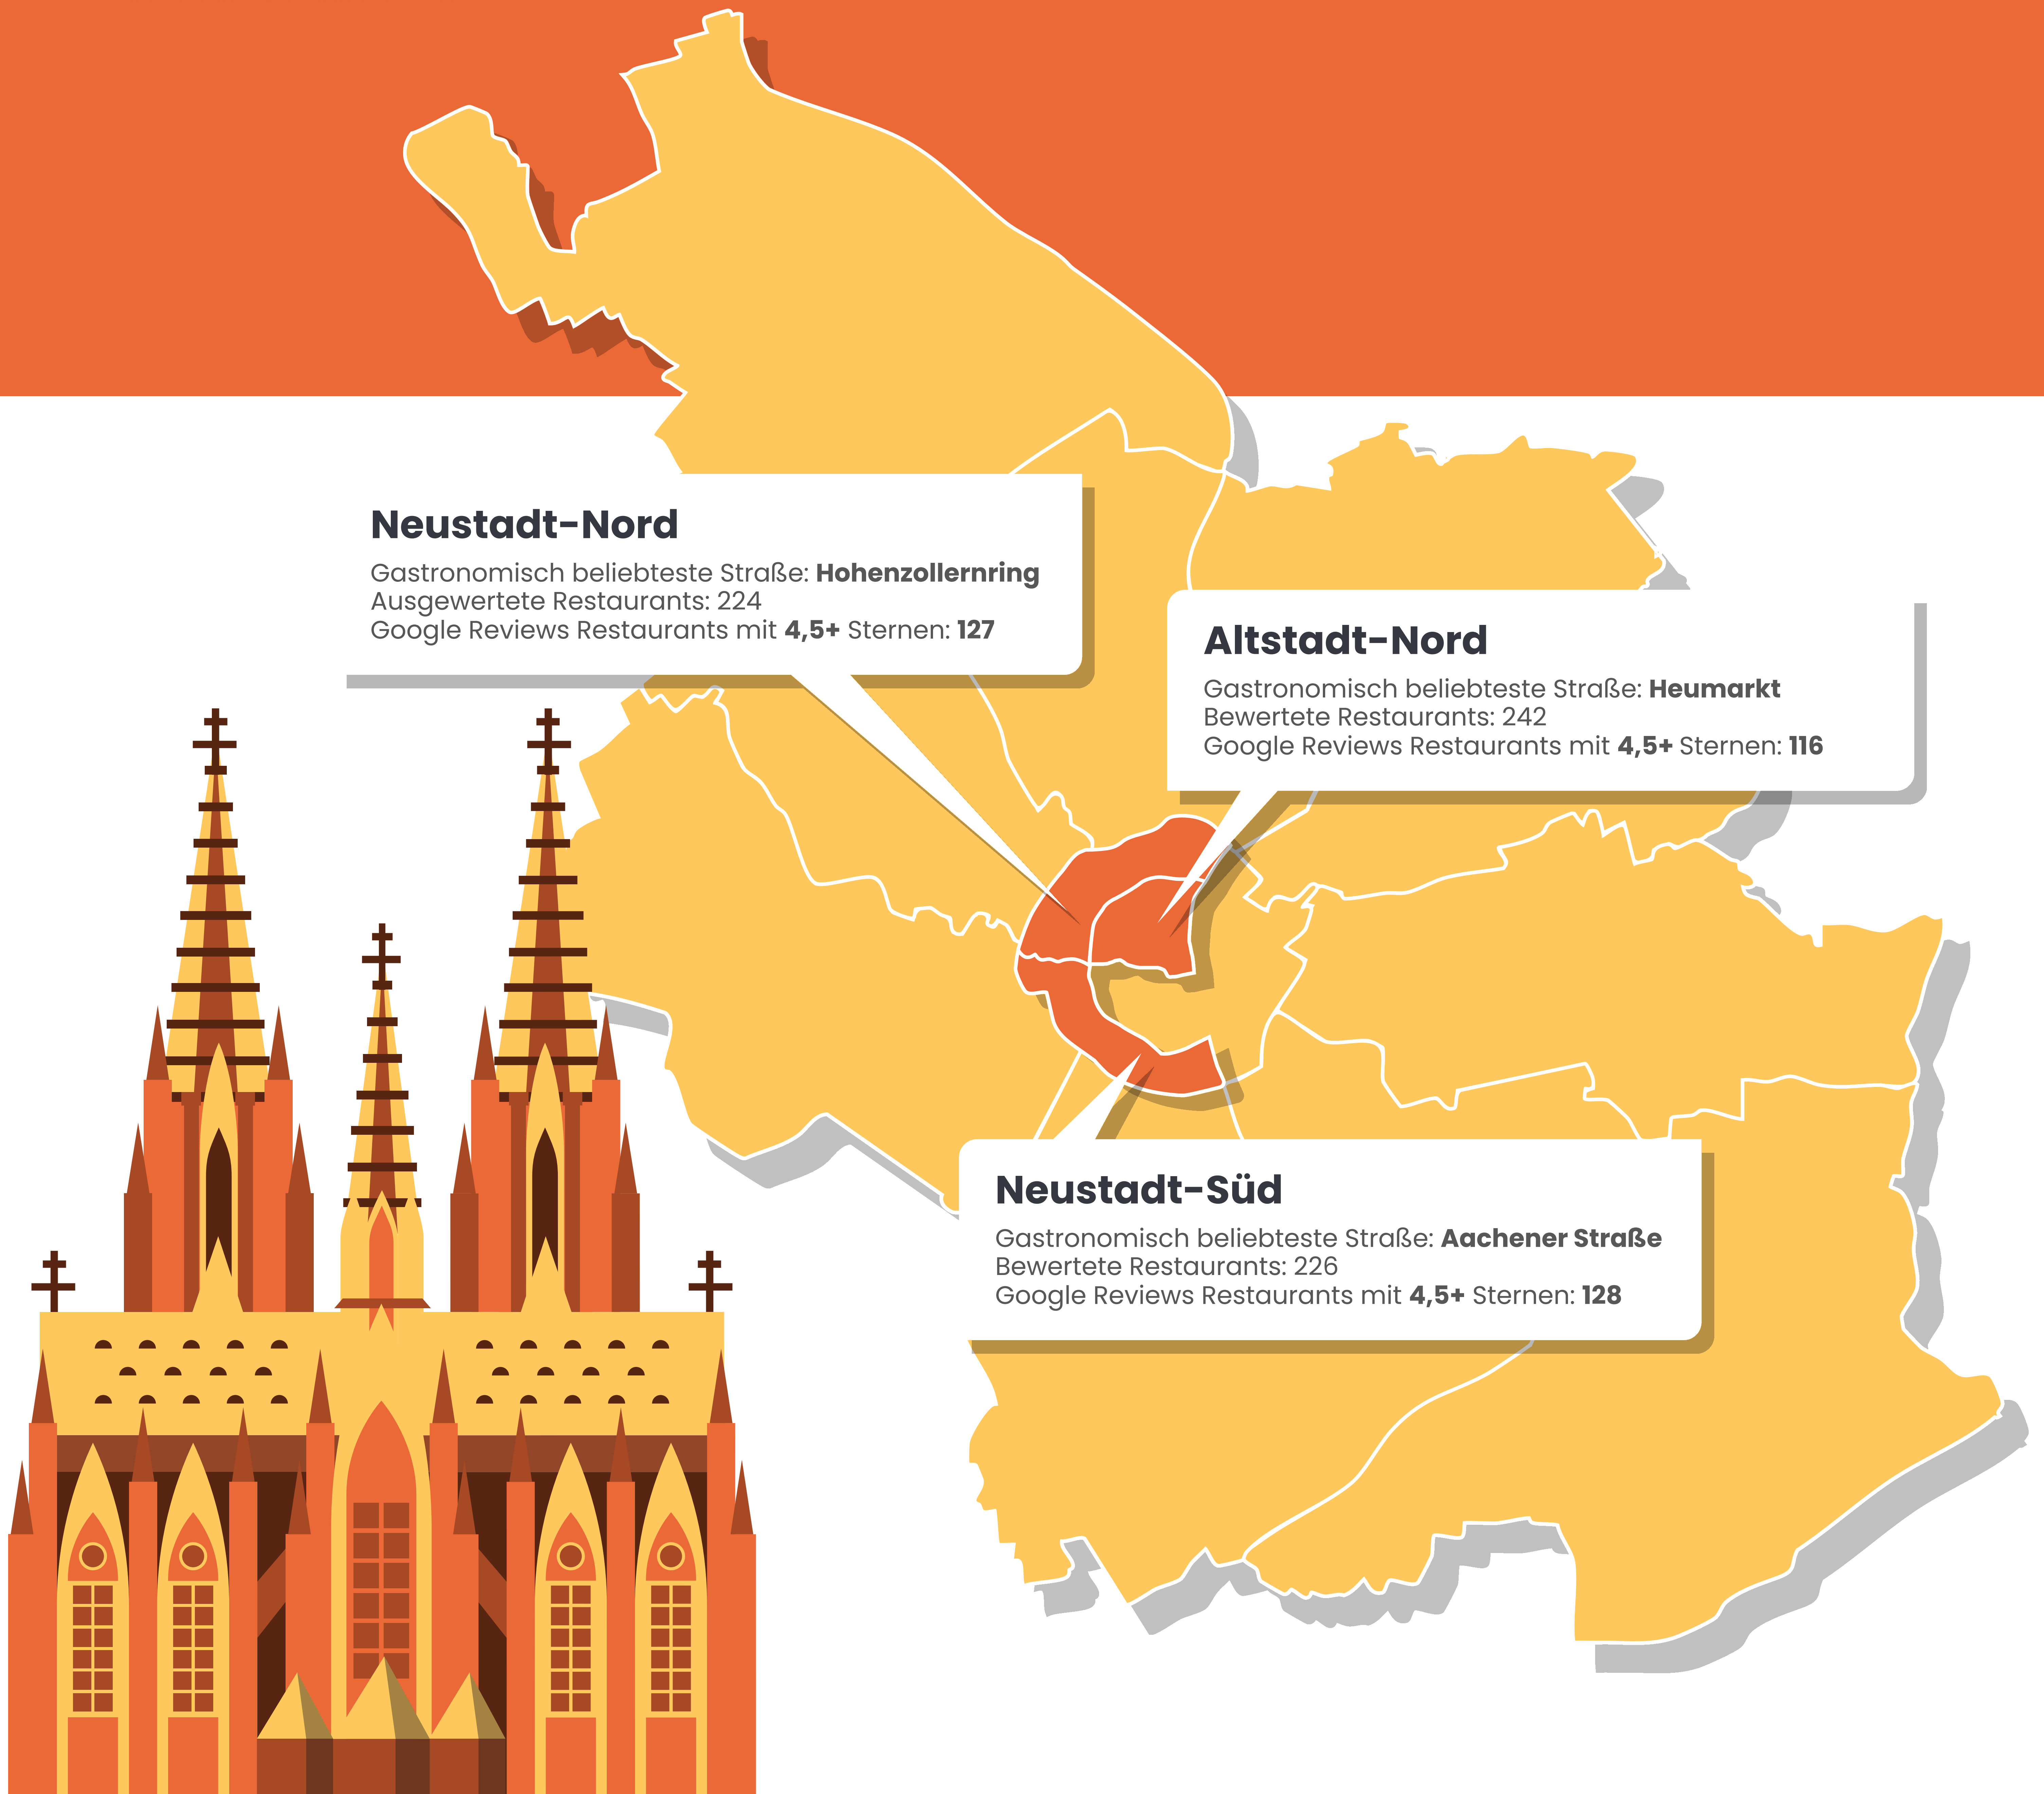 Neustadt-Nord
Gastronomisch beliebteste Straße: Hohenzollernring
Ausgewertete Restaurants: 224
Google Reviews Restaurants mit 4,5+ Sternen: 127
Altstadt-Nord
Gastronomisch beliebteste Straße: Heumarkt
Bewertete Restaurants: 242
Google Reviews Restaurants mit 4,5+ Sternen: 116
Neustadt-Süd
Gastronomisch beliebteste Straße: Aachener Straße
Bewertete Restaurants: 226
Google Reviews Restaurants mit 4,5+ Sternen: 128